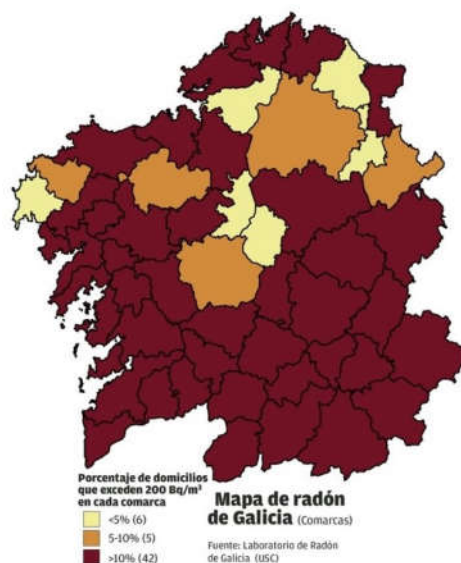 Porcentaje de domicilios
que exceden 200 Bq/m³
en cada comarca
<5% (6)
5-10% (5)
>10% (42)
Mapa de radón
de Galicia (Comarcas)
Fuente: Laboratorio de Radón
de Galicia (USC)